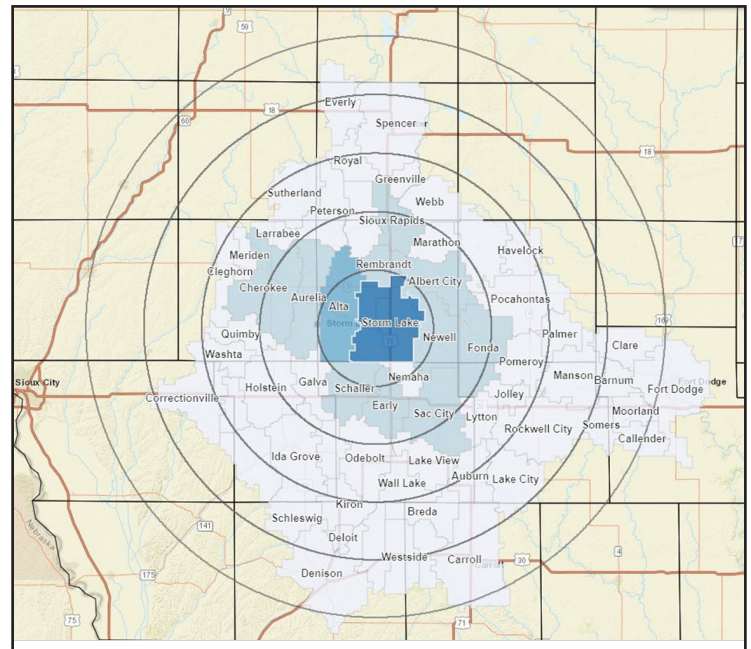 9
59
Everly
18
Spencer
60
18
Royal
Greenville
Sutherland
Webb
Peterson
Sioux Rapids
Larrabee
Marathon
Havelock
Meriden
Rembrandt
Cleghorn
Albert City
Cherokee
Aurelia
Pocahontas
Alta
Storm Lake
169
Quimby
Newell
Palmer
71
Fonda
Clare
Washta
Pomeroy
Nemaha
Manson
Barnum
Sioux City
Galva
Schaller
Holstein
Fort Dodge
Jolley
Correctionville
Early
Sac City
Lytton
Moorland
Rockwell City
Somers
Callender
Ida Grove
Odebolt
Lake View
Wall Lake
Auburn
Lake City
Kiron
Breda
Schleswig
141
Nebraska
Deloit
4
Westside
Carroll
30
Carroll
Denison
175
75
71